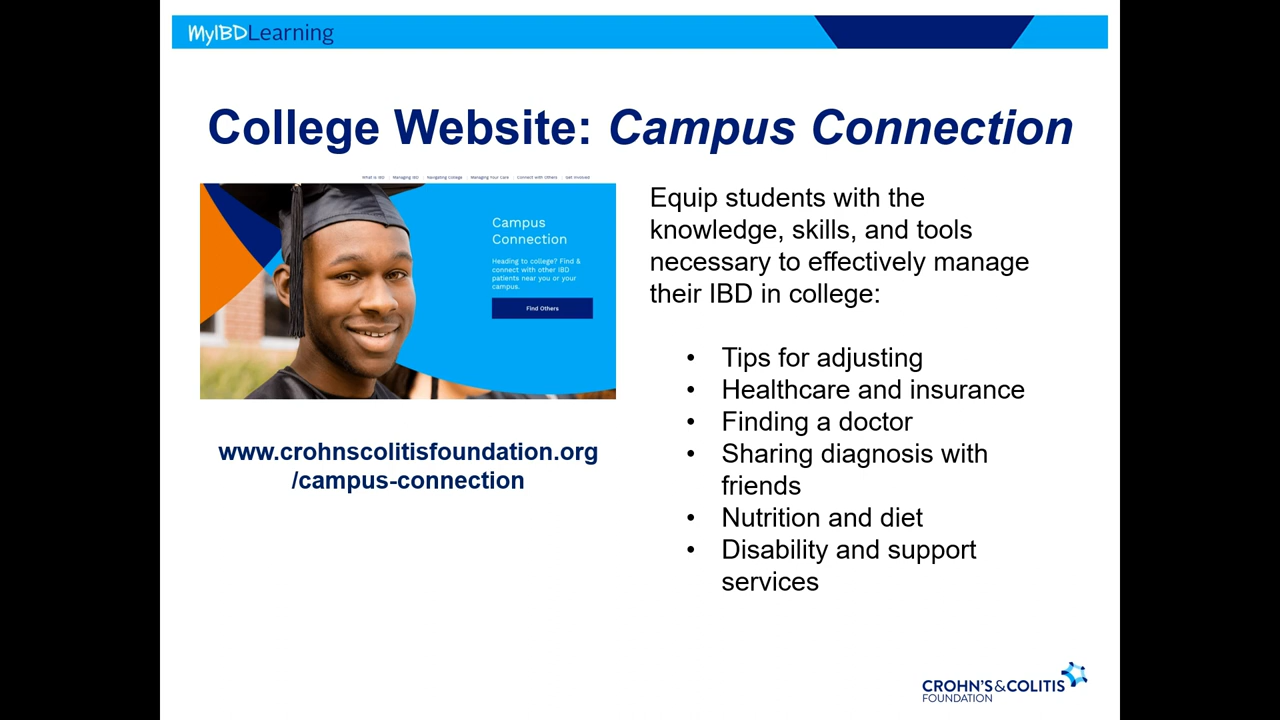 MyIBDLearning
College Website: Campus Connection
What is IBD | Managing IBD | Navigating College | Managing Your Care | Connect with Others | Get Involved
Campus
Connection
Heading to college? Find &
connect with other IBD
patients near you or your
campus.
Find Others
www.crohnscolitisfoundation.org
/campus-connection
Equip students with the
knowledge, skills, and tools
necessary to effectively manage
their IBD in college:
• Tips for adjusting
• Healthcare and insurance
• Finding a doctor
• Sharing diagnosis with
friends
• Nutrition and diet
• Disability and support
services
CROHN'S & COLITIS
FOUNDATION